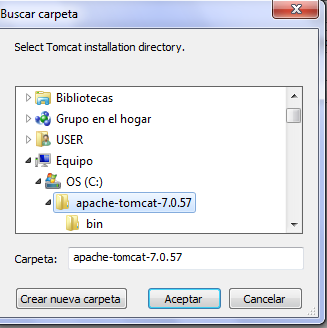 Buscar carpeta
Select Tomcat installation directory.
Bibliotecas
Grupo en el hogar
USER
Equipo
OS (C:)
apache-tomcat-7.0.57
bin
Carpeta: apache-tomcat-7.0.57
Crear nueva carpeta Aceptar Cancelar